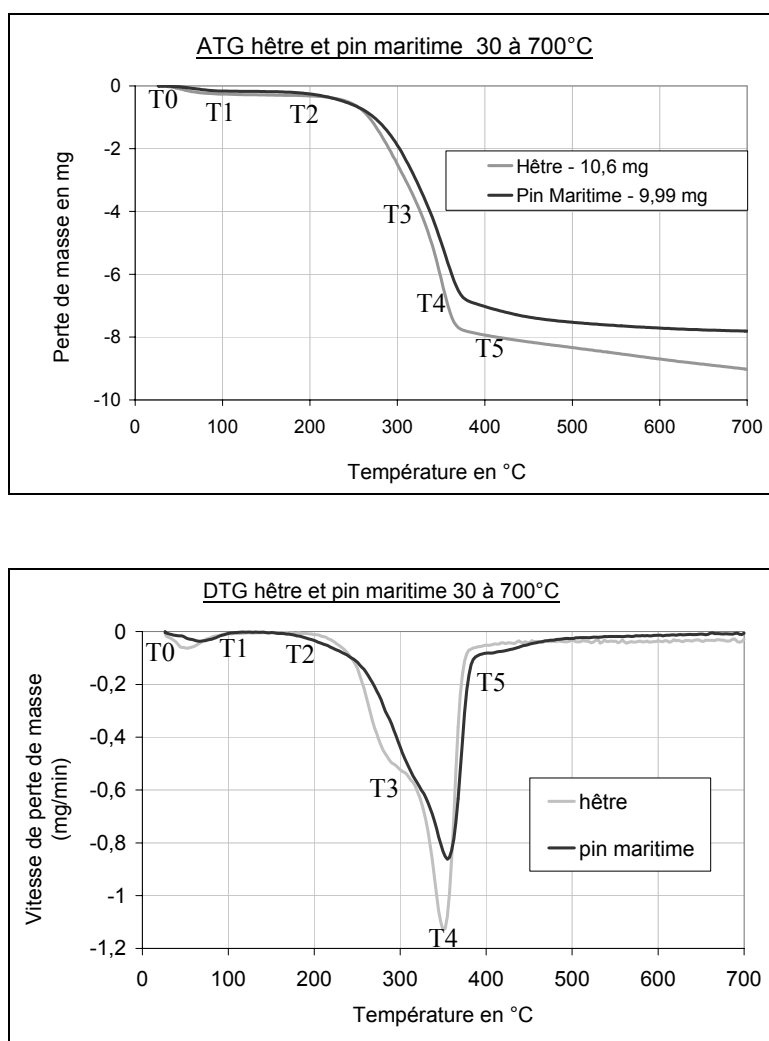 ATG hêtre et pin maritime 30 à 700°C
0
-2
-4
-6
-8
-10
Perte de masse en mg
T0
T1
T2
T3
T4
T5
Hêtre - 10,6 mg
Pin Maritime - 9,99 mg
0 100 200 300 400 500 600 700
Température en °C
DTG hêtre et pin maritime 30 à 700°C
0
-0,2
-0,4
-0,6
-0,8
-1
-1,2
Vitesse de perte de masse
(mg/min)
T0
T1
T2
T3
T4
T5
hêtre
pin maritime
0 100 200 300 400 500 600 700
Température en °C